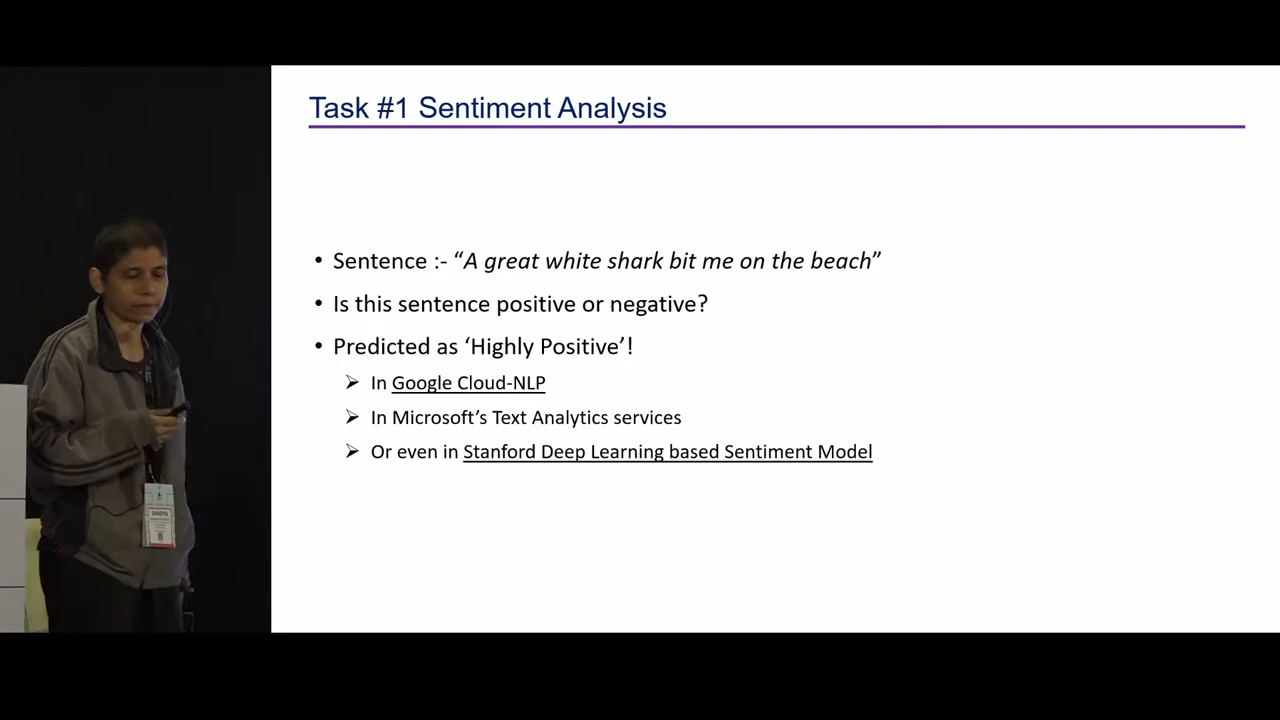 Task #1 Sentiment Analysis
• Sentence :- “A great white shark bit me on the beach”
• Is this sentence positive or negative?
• Predicted as ‘Highly Positive’!
➢ In Google Cloud-NLP
➢ In Microsoft’s Text Analytics services
➢ Or even in Stanford Deep Learning based Sentiment Model
SANDYA